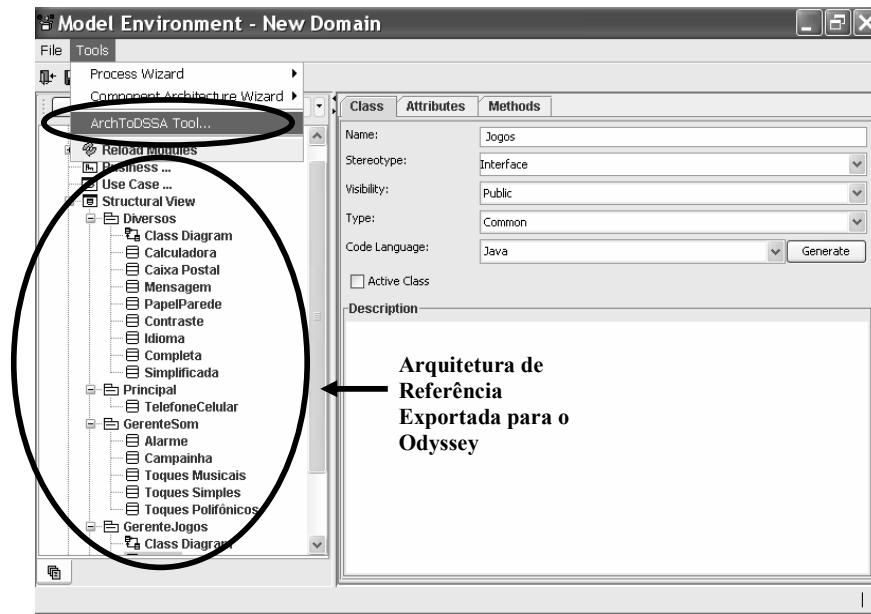 Model Environment - New Domain
File Tools
Process Wizard
Component Architecture Wizard
ArchToDSSA Tool...
Reload Modules
Business ...
Use Case ...
Structural View
Diversos
Class Diagram
Calculadora
Caixa Postal
Mensagem
PapelParede
Contraste
Idioma
Completa
Simplificada
Principal
TelefoneCelular
GerenteSom
Alarme
Campainha
Toques Musicais
Toques Simples
Toques Polifônicos
GerenteJogos
Class Diagram
Class Attributes Methods
Name: Jogos
Stereotype: Interface
Visibility: Public
Type: Common
Code Language: Java Generate
Active Class
Description
Arquitetura de
Referência
Exportada para o
Odyssey